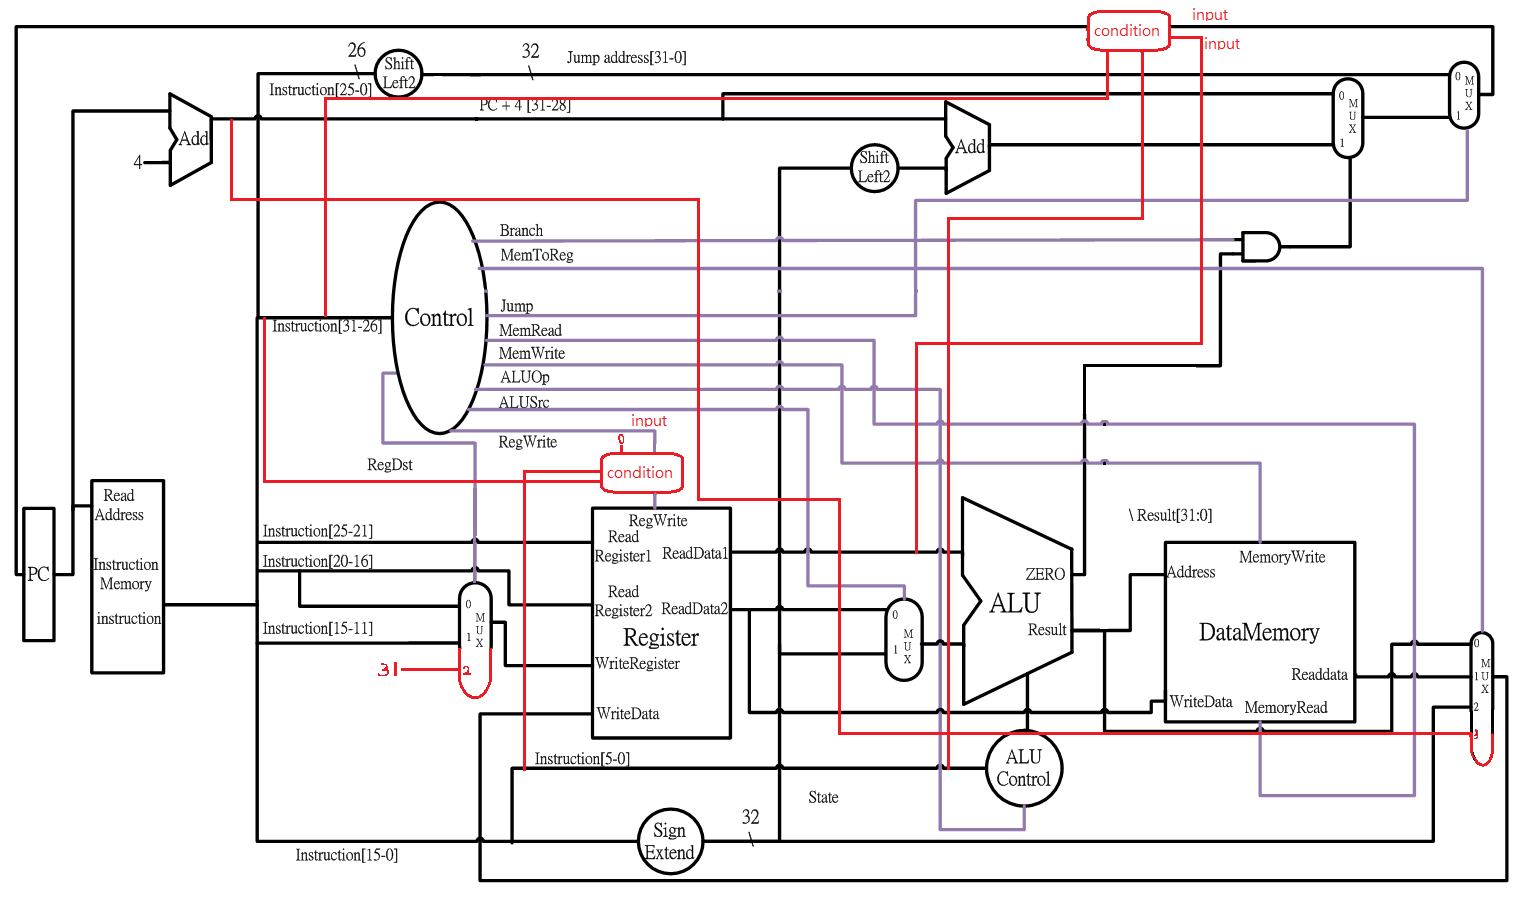 input
condition
input
26
Shift
Left2
32
Jump address[31-0]
Instruction[25-0]
PC + 4 [31-28]
0
M
U
X
1
0
M
U
X
1
Add
4
Shift
Left2
Add
Branch
MemToReg
Control
Jump
Instruction[31-26]
MemRead
MemWrite
ALUOp
ALUSrc
RegWrite
input
0
condition
RegDst
Read
Address
Instruction
Memory
instruction
PC
Instruction[25-21]
Instruction[20-16]
Instruction[15-11]
0
M
1
U
X
2
31
RegWrite
Read
Register1
ReadData1
Read
Register2
ReadData2
Register
WriteRegister
WriteData
0
M
1
U
X
ZERO
ALU
Result
\ Result[31:0]
MemoryWrite
Address
DataMemory
Readdata
WriteData
MemoryRead
0
M
1
U
X
2
3
Instruction[5-0]
ALU
Control
State
Sign
Extend
32
Instruction[15-0]